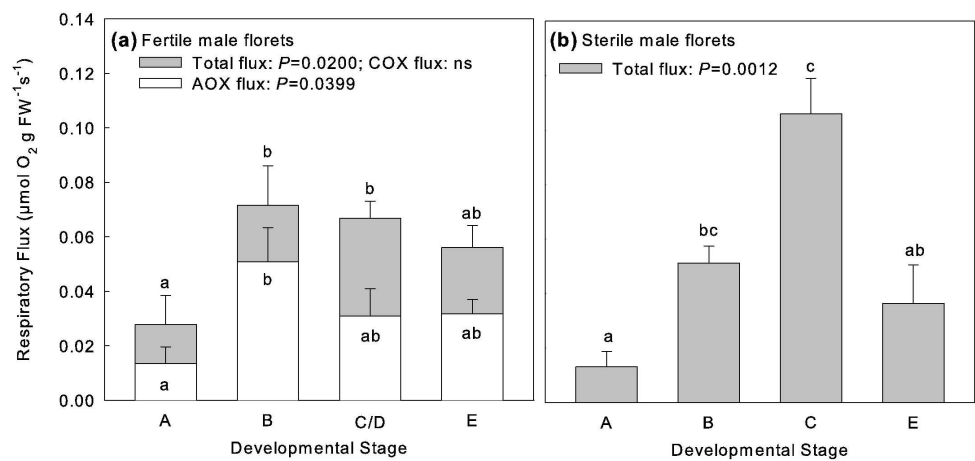 0.14
0.12
0.10
0.08
0.06
0.04
0.02
0.00
Respiratory Flux (µmol O2 g FW-1s-1)
(a) Fertile male florets
Total flux: P=0.0200; COX flux: ns
AOX flux: P=0.0399
a
b
b
ab
a
b
ab
ab
A B C/D E
Developmental Stage
(b) Sterile male florets
Total flux: P=0.0012
a
bc
c
ab
A B C E
Developmental Stage